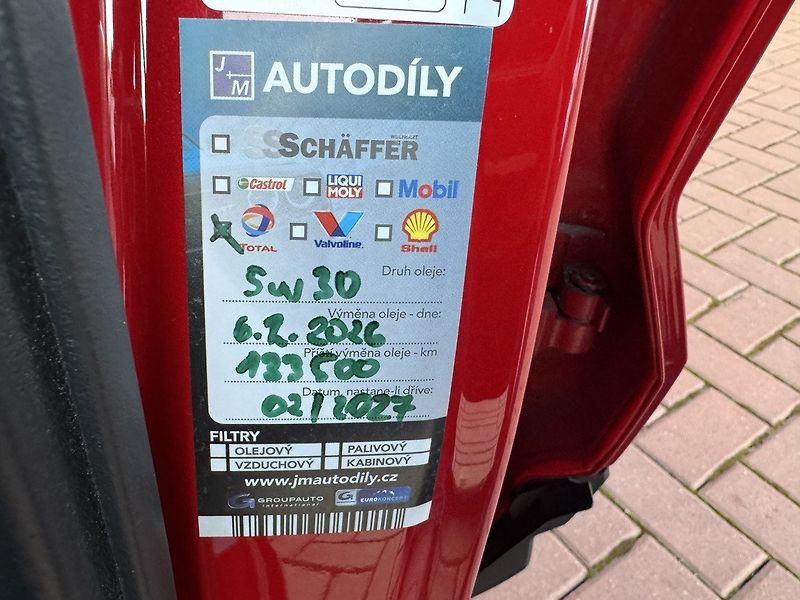 J+M AUTODÍLY
SCHÄFFER
Castrol LIQUI MOLY Mobil
TOTAL Valvoline Shell
Druh oleje:
5W30
Výměna oleje - dne:
6.2.2026
Příští výměna oleje - km
133500
Datum, nastane-li dříve:
02/2027
FILTRY
OLEJOVÝ PALIVOVÝ
VZDUCHOVÝ KABINOVÝ
www.jmautodily.cz
GROUPAUTO international EUROKONCERT